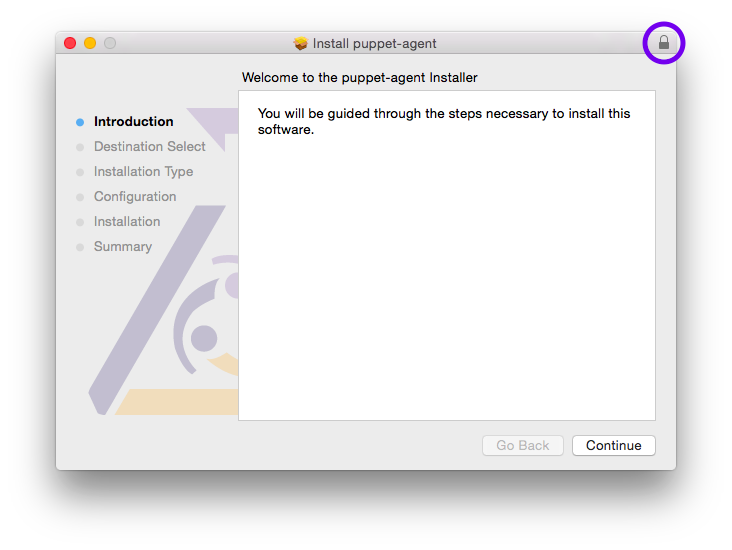 Install puppet-agent
Welcome to the puppet-agent Installer
Introduction
Destination Select
Installation Type
Configuration
Installation
Summary
You will be guided through the steps necessary to install this
software.
Go Back
Continue